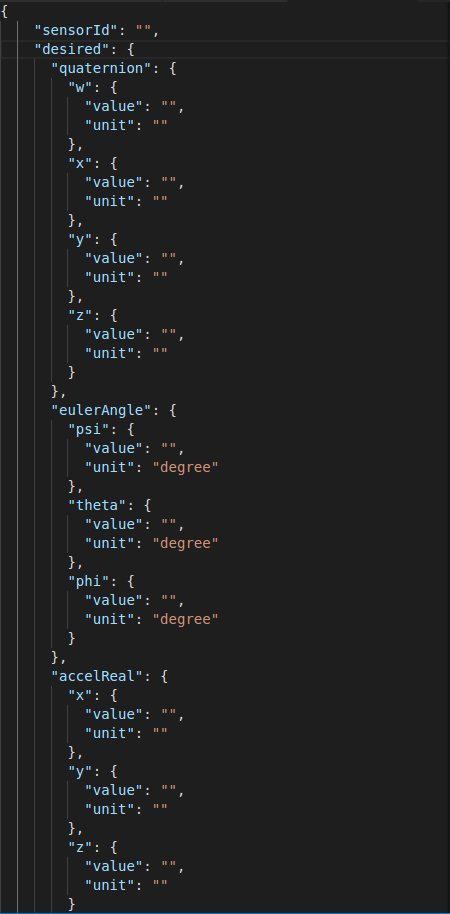 {
    "sensorId": "",
    "desired": {
      "quaternion": {
        "w": {
          "value": "",
          "unit": ""
        },
        "x": {
          "value": "",
          "unit": ""
        },
        "y": {
          "value": "",
          "unit": ""
        },
        "z": {
          "value": "",
          "unit": ""
        }
      },
      "eulerAngle": {
        "psi": {
          "value": "",
          "unit": "degree"
        },
        "theta": {
          "value": "",
          "unit": "degree"
        },
        "phi": {
          "value": "",
          "unit": "degree"
        }
      },
      "accelReal": {
        "x": {
          "value": "",
          "unit": ""
        },
        "y": {
          "value": "",
          "unit": ""
        },
        "z": {
          "value": "",
          "unit": ""
        }